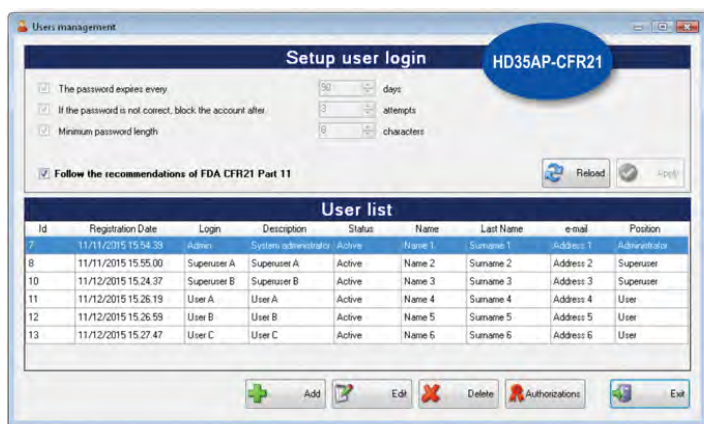 Users management
Setup user login
HD35AP-CFR21
The password expires every 90 days
If the password is not correct, block the account after 3 attempts
Minimum password length 8 characters
Follow the recommendations of FDA CFR21 Part 11
Reload Apply
User list
Id Registration Date Login Description Status Name Last Name e-mail Position
7 11/11/2015 15.54.39 Admin System administrator Active Name 1 Surname 1 Address 1 Administrator
8 11/11/2015 15.55.00 Superuser A Superuser A Active Name 2 Surname 2 Address 2 Superuser
10 11/12/2015 15.24.37 Superuser B Superuser B Active Name 3 Surname 3 Address 3 Superuser
11 11/12/2015 15.26.19 User A User A Active Name 4 Surname 4 Address 4 User
12 11/12/2015 15.26.59 User B User B Active Name 5 Surname 5 Address 5 User
13 11/12/2015 15.27.47 User C User C Active Name 6 Surname 6 Address 6 User
Add Edit Delete Authorizations Exit